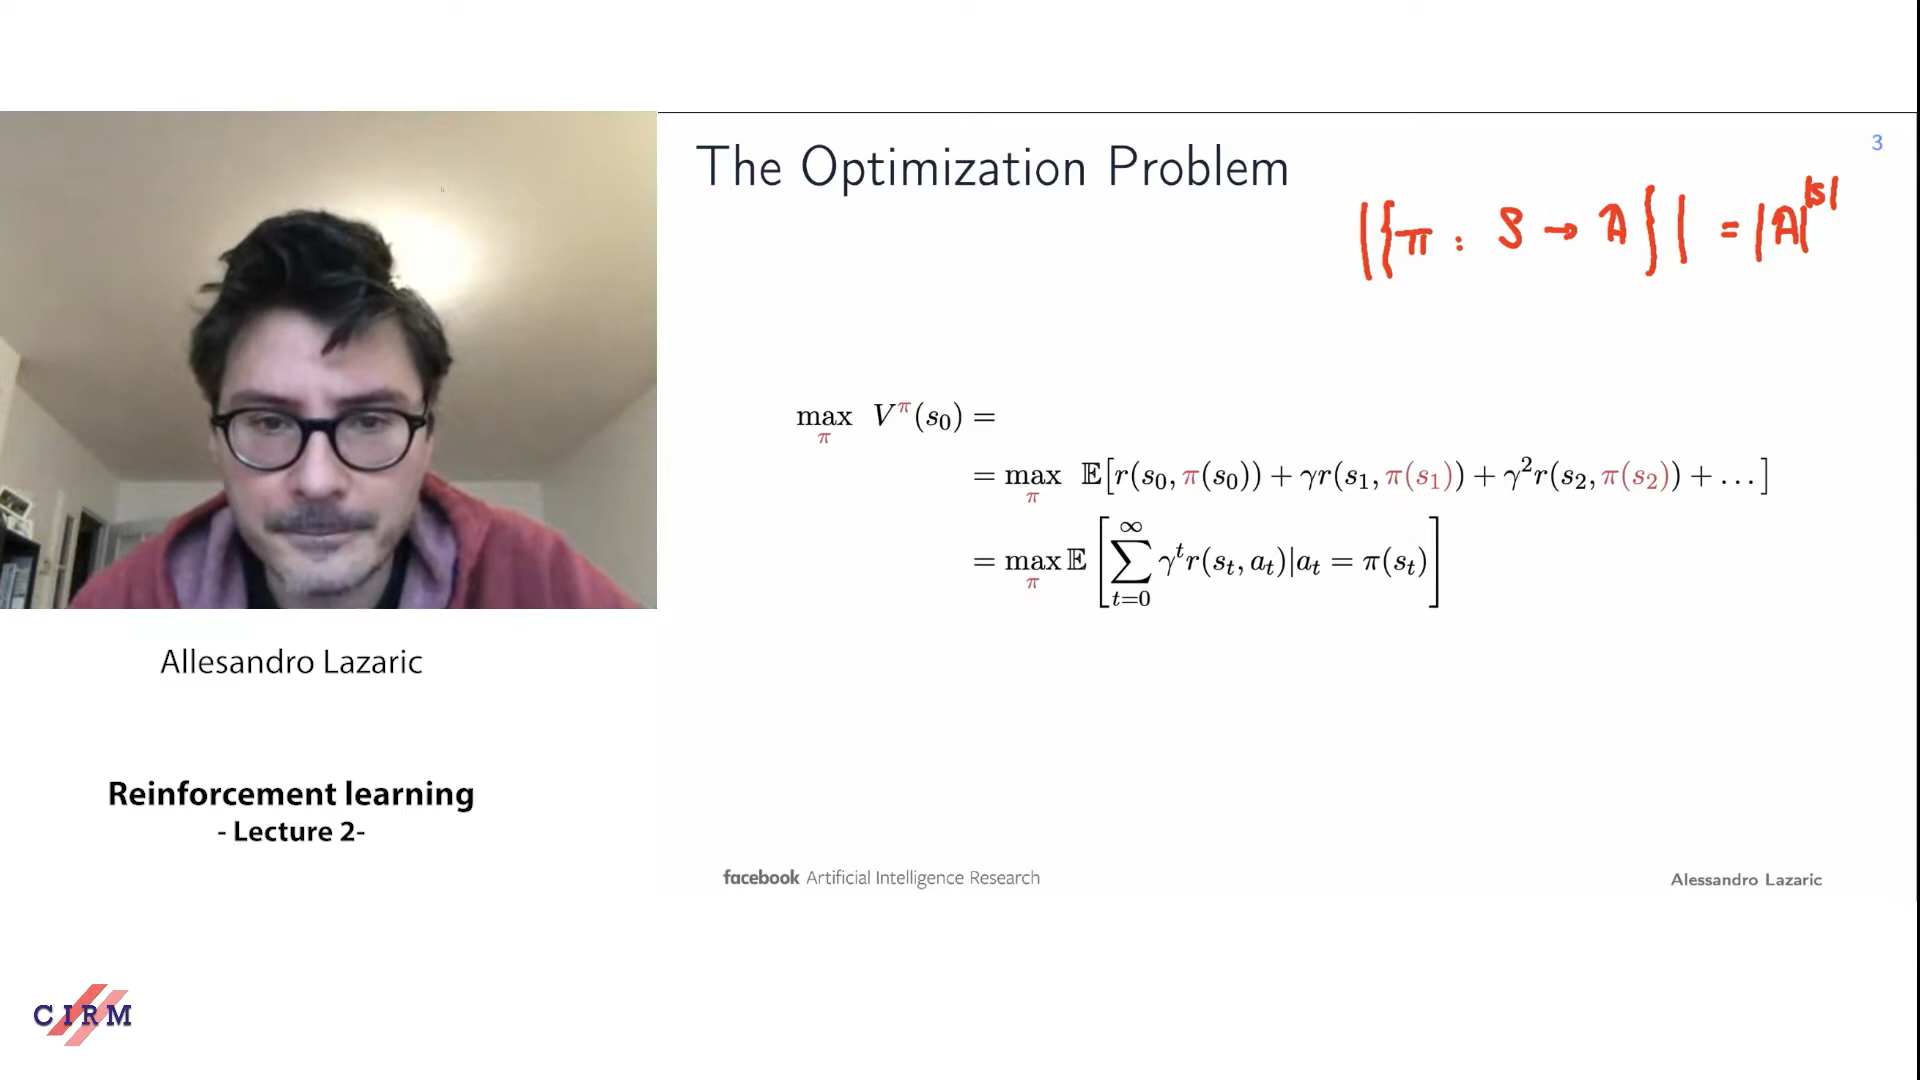 The Optimization Problem
3
|{π : S → A}| = |A|^|S|
max_π V^π(s_0) =
= max_π 𝔼[r(s_0, π(s_0)) + γr(s_1, π(s_1)) + γ^2r(s_2, π(s_2)) + ...]
= max_π 𝔼[∑_{t=0}^{∞} γ^t r(s_t, a_t)|a_t = π(s_t)]
Allesandro Lazaric
Reinforcement learning
- Lecture 2-
facebook Artificial Intelligence Research
Alessandro Lazaric
CIRM